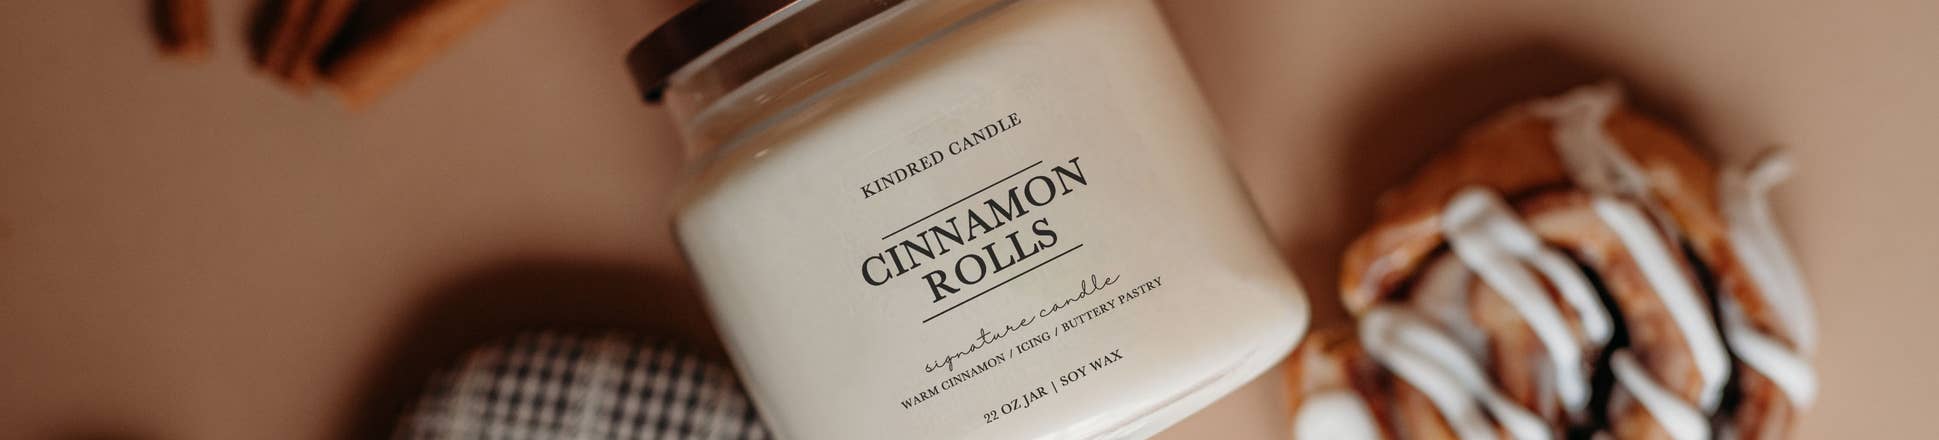 KINDRED CANDLE
CINNAMON
ROLLS
signature candle
WARM CINNAMON / ICING / BUTTERY PASTRY
22 OZ JAR | SOY WAX